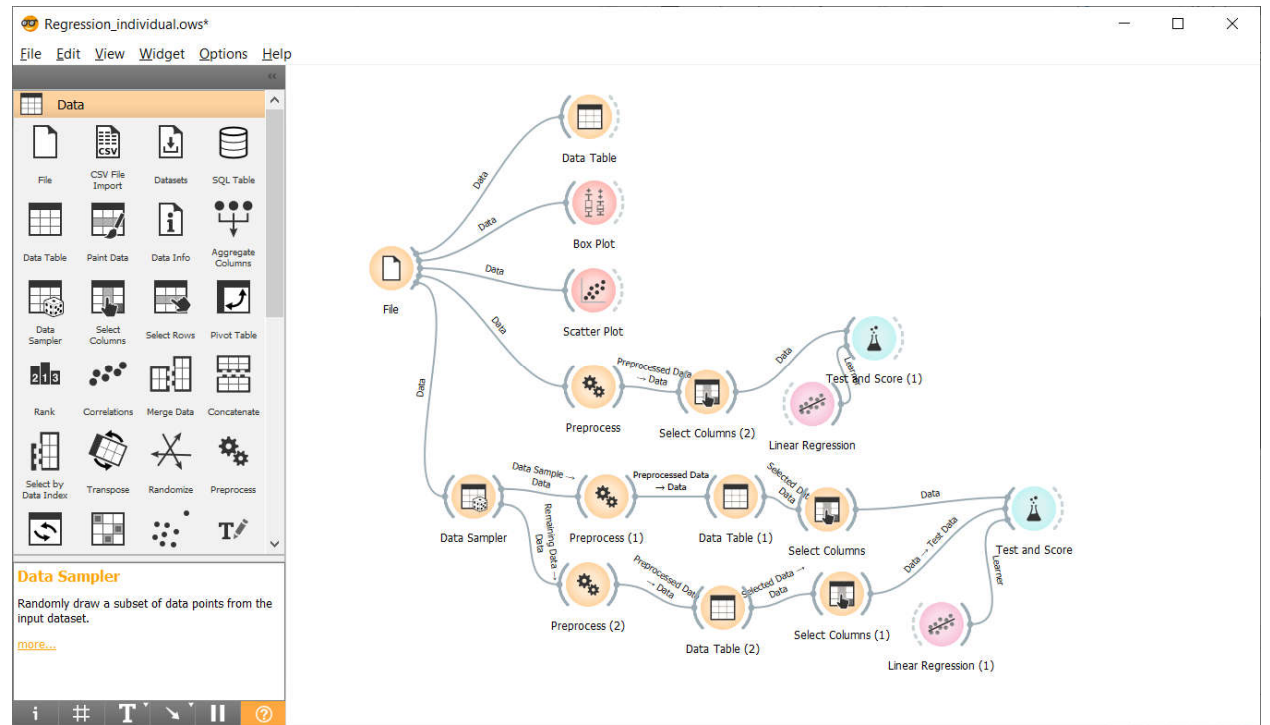 Regression_individual.ows*
File Edit View Widget Options Help
Data
File
CSV File
Import
Datasets
SQL Table
Data Table
Paint Data
Data Info
Aggregate
Columns
Data
Sampler
Select
Columns
Select Rows
Pivot Table
Rank
Correlations
Merge Data
Concatenate
Select by
Data Index
Transpose
Randomize
Preprocess
Data Sampler
Randomly draw a subset of data points from the
input dataset.
more...
File
Data
Data Table
Data
Box Plot
Data
Scatter Plot
Data
Preprocess
Preprocessed Data
→ Data
Select Columns (2)
Data
Test and Score (1)
Learner
Linear Regression
Data
Data Sampler
Data Sample →
Data
Preprocess (1)
Preprocessed Data
→ Data
Data Table (1)
Selected Data →
Data
Select Columns
Data
Test and Score
Remaining Data →
Data
Preprocess (2)
Preprocessed Data
→ Data
Data Table (2)
Selected Data →
Data
Select Columns (1)
Data → Test Data
Learner
Linear Regression (1)